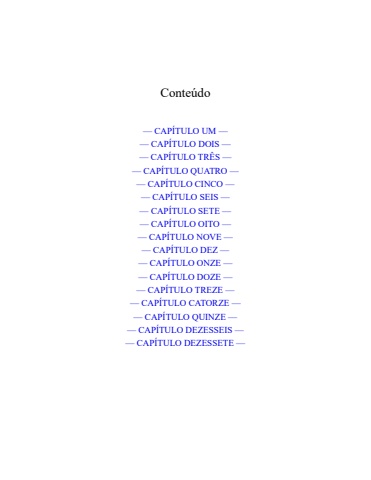 Conteúdo
— CAPÍTULO UM —
— CAPÍTULO DOIS —
— CAPÍTULO TRÊS —
— CAPÍTULO QUATRO —
— CAPÍTULO CINCO —
— CAPÍTULO SEIS —
— CAPÍTULO SETE —
— CAPÍTULO OITO —
— CAPÍTULO NOVE —
— CAPÍTULO DEZ —
— CAPÍTULO ONZE —
— CAPÍTULO DOZE —
— CAPÍTULO TREZE —
— CAPÍTULO CATORZE —
— CAPÍTULO QUINZE —
— CAPÍTULO DEZESSEIS —
— CAPÍTULO DEZESSETE —